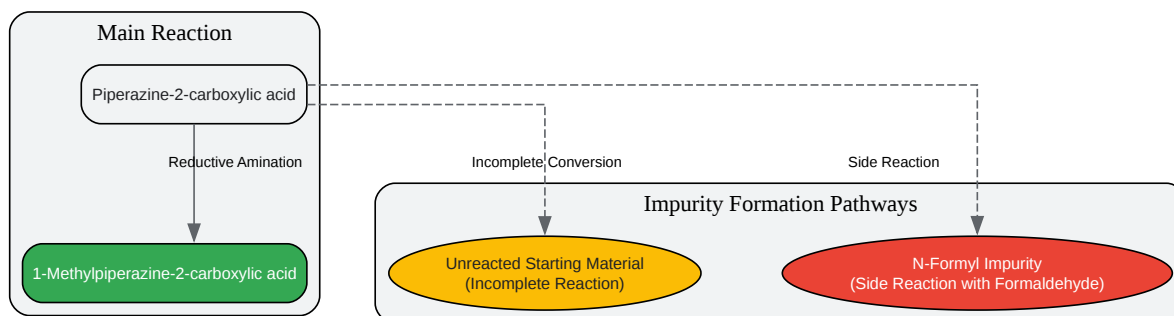 Main Reaction
Piperazine-2-carboxylic acid
Reductive Amination
Incomplete Conversion
Side Reaction
Impurity Formation Pathways
1-Methylpiperazine-2-carboxylic acid
Unreacted Starting Material
(Incomplete Reaction)
N-Formyl Impurity
(Side Reaction with Formaldehyde)